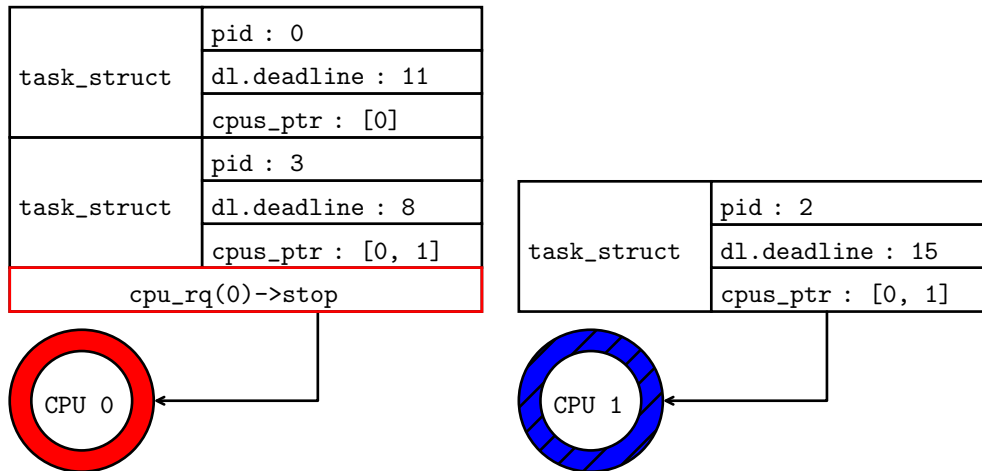 task_struct
pid : 0
dl.deadline : 11
cpus_ptr : [0]
task_struct
pid : 3
dl.deadline : 8
cpus_ptr : [0, 1]
cpu_rq(0)->stop
CPU 0
task_struct
pid : 2
dl.deadline : 15
cpus_ptr : [0, 1]
CPU 1